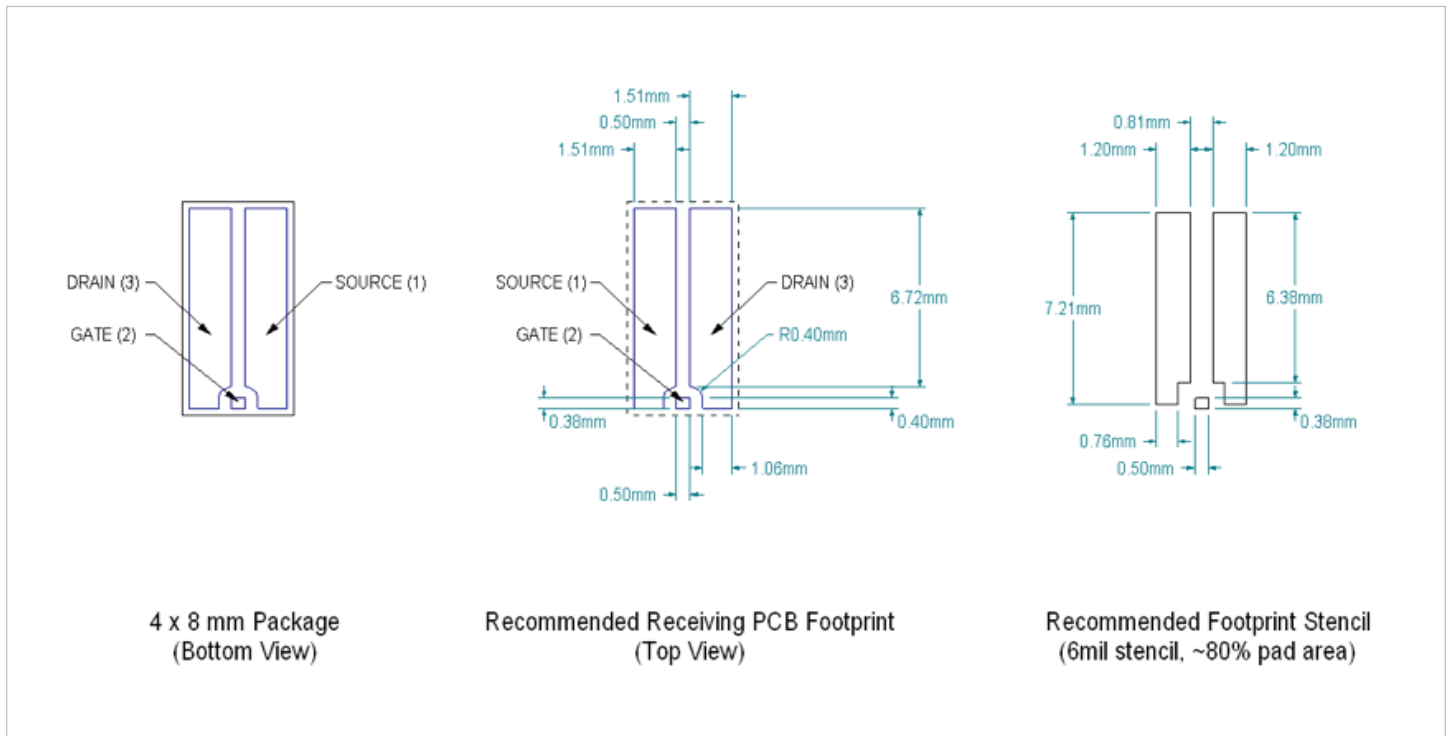 DRAIN (3)
SOURCE (1)
GATE (2)
4 x 8 mm Package
(Bottom View)
1.51mm
0.50mm
1.51mm
SOURCE (1)
DRAIN (3)
GATE (2)
6.72mm
R0.40mm
0.38mm
0.40mm
1.06mm
0.50mm
Recommended Receiving PCB Footprint
(Top View)
0.81mm
1.20mm
1.20mm
7.21mm
6.38mm
0.38mm
0.76mm
0.50mm
Recommended Footprint Stencil
(6mil stencil, ~80% pad area)